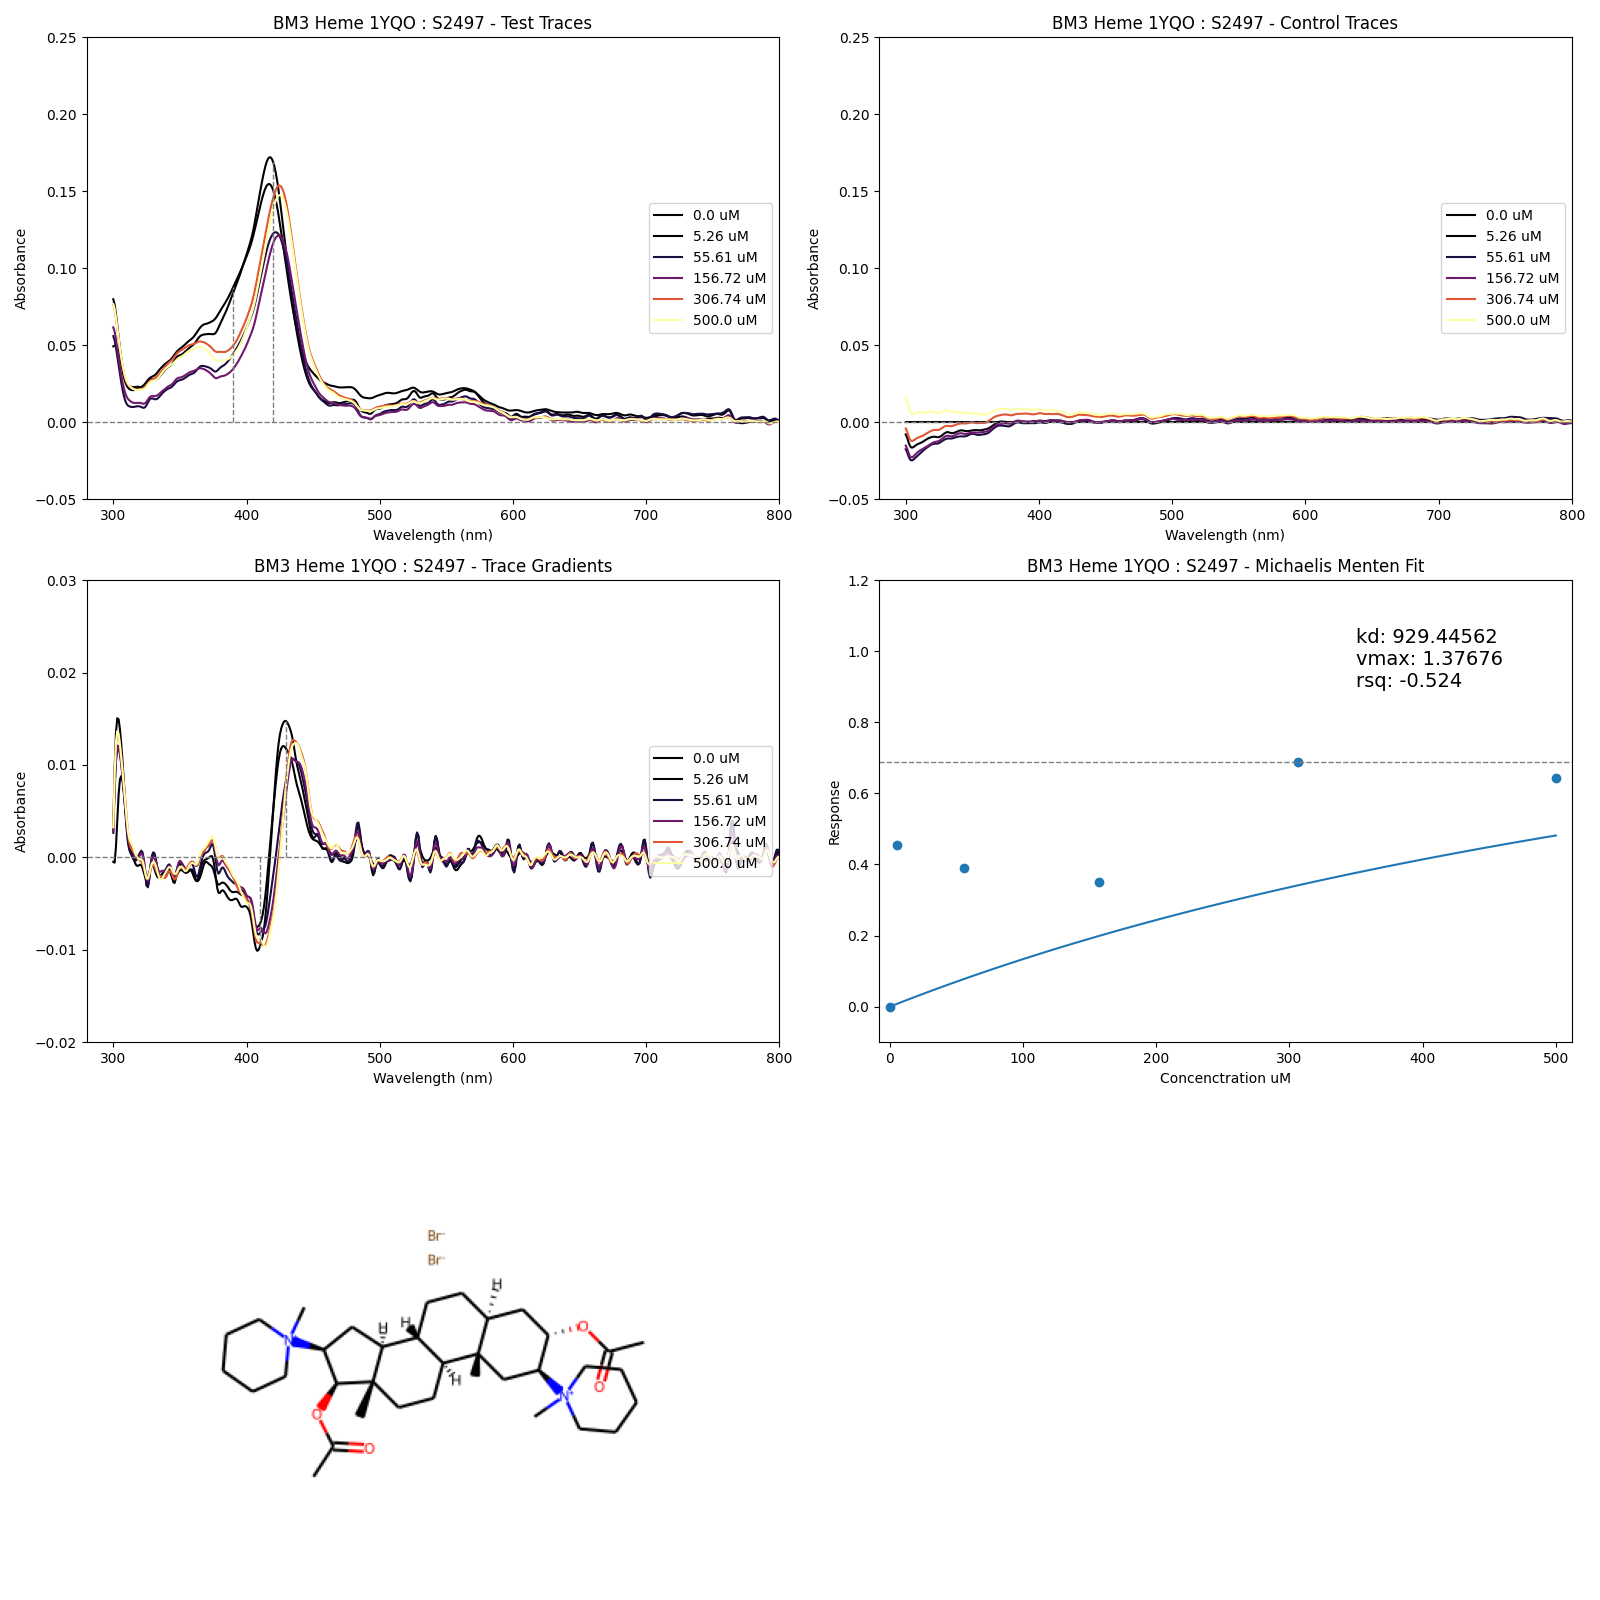 BM3 Heme 1YQO : S2497 - Test Traces
0.25
0.20
0.15
0.10
0.05
0.00
−0.05
Absorbance
300
400
500
600
700
800
Wavelength (nm)
0.0 uM
5.26 uM
55.61 uM
156.72 uM
306.74 uM
500.0 uM
BM3 Heme 1YQO : S2497 - Control Traces
0.25
0.20
0.15
0.10
0.05
0.00
−0.05
Absorbance
300
400
500
600
700
800
Wavelength (nm)
0.0 uM
5.26 uM
55.61 uM
156.72 uM
306.74 uM
500.0 uM
BM3 Heme 1YQO : S2497 - Trace Gradients
0.03
0.02
0.01
0.00
−0.01
−0.02
Absorbance
300
400
500
600
700
800
Wavelength (nm)
0.0 uM
5.26 uM
55.61 uM
156.72 uM
306.74 uM
500.0 uM
BM3 Heme 1YQO : S2497 - Michaelis Menten Fit
1.2
1.0
0.8
0.6
0.4
0.2
0.0
Response
kd: 929.44562
vmax: 1.37676
rsq: -0.524
0
100
200
300
400
500
Concenctration uM
Br⁻
Br⁻
H
H
H
O
N
O
H
N⁺
O
O